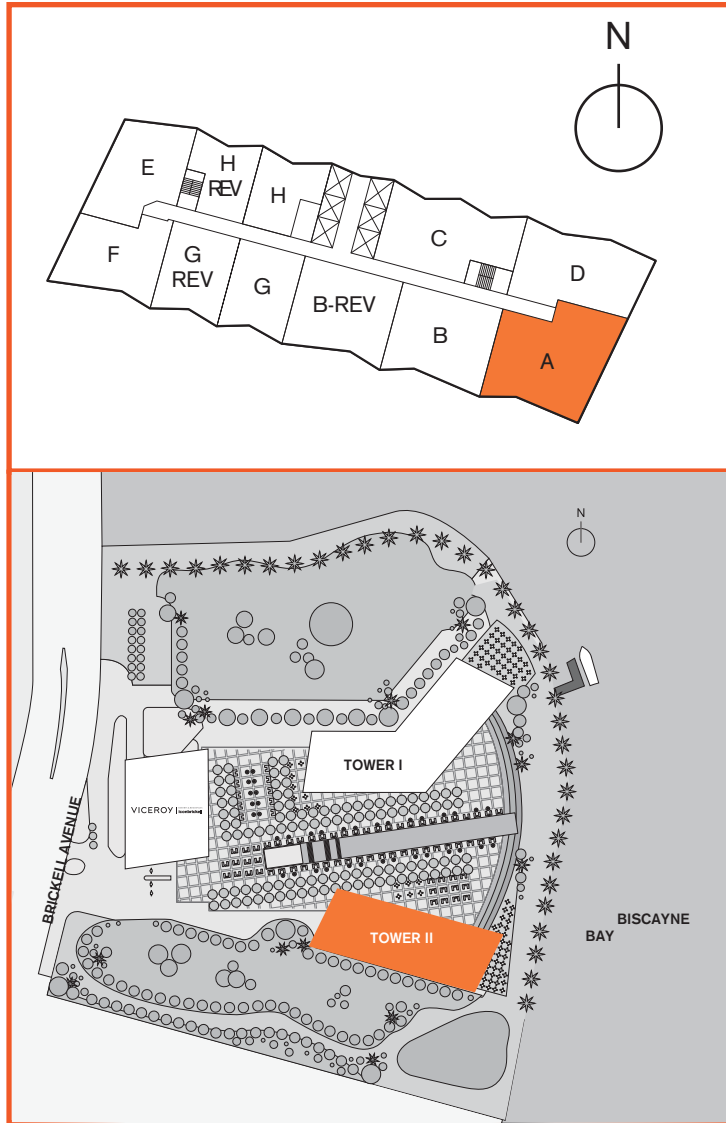 N
E
H
REV
H
C
D
F
G
REV
G
B-REV
B
A
N
TOWER I
VICEROY
BRICKELL AVENUE
TOWER II
BISCAYNE
BAY